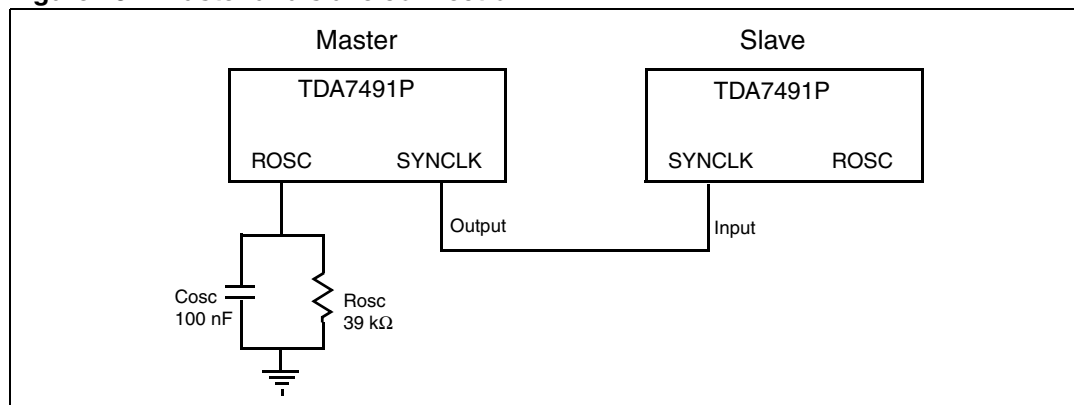 Master
Slave
TDA7491P
TDA7491P
ROSC
SYNCLK
SYNCLK
ROSC
Output
Input
Cosc
100 nF
Rosc
39 kΩ